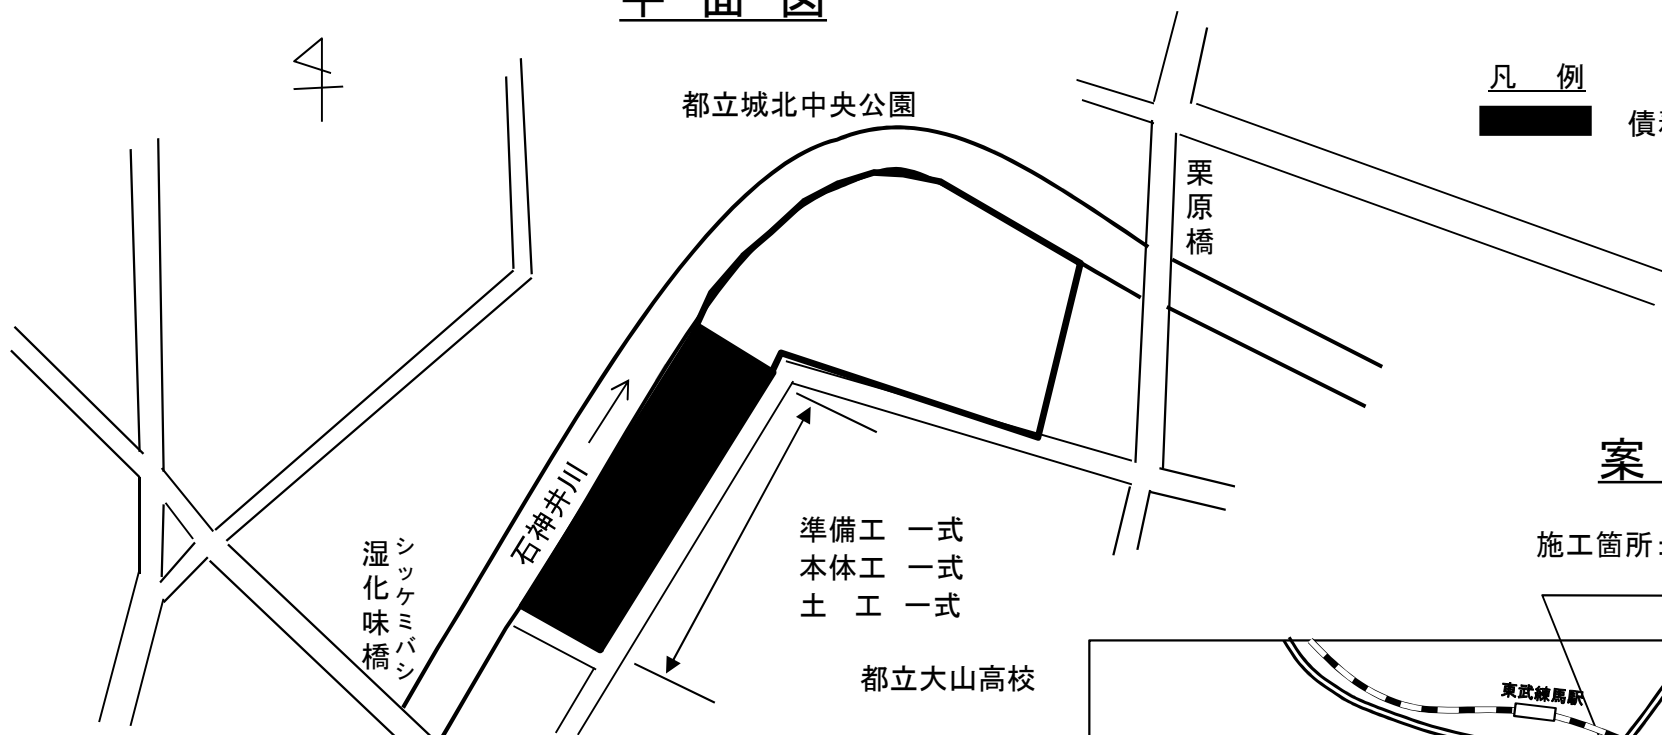 平 面 図
都立城北中央公園
凡 例
債
栗原橋
石神井川
湿化味橋
シッケミバシ
準備工 一式
本体工 一式
土 工 一式
都立大山高校
案
施工箇所:
東武練馬駅